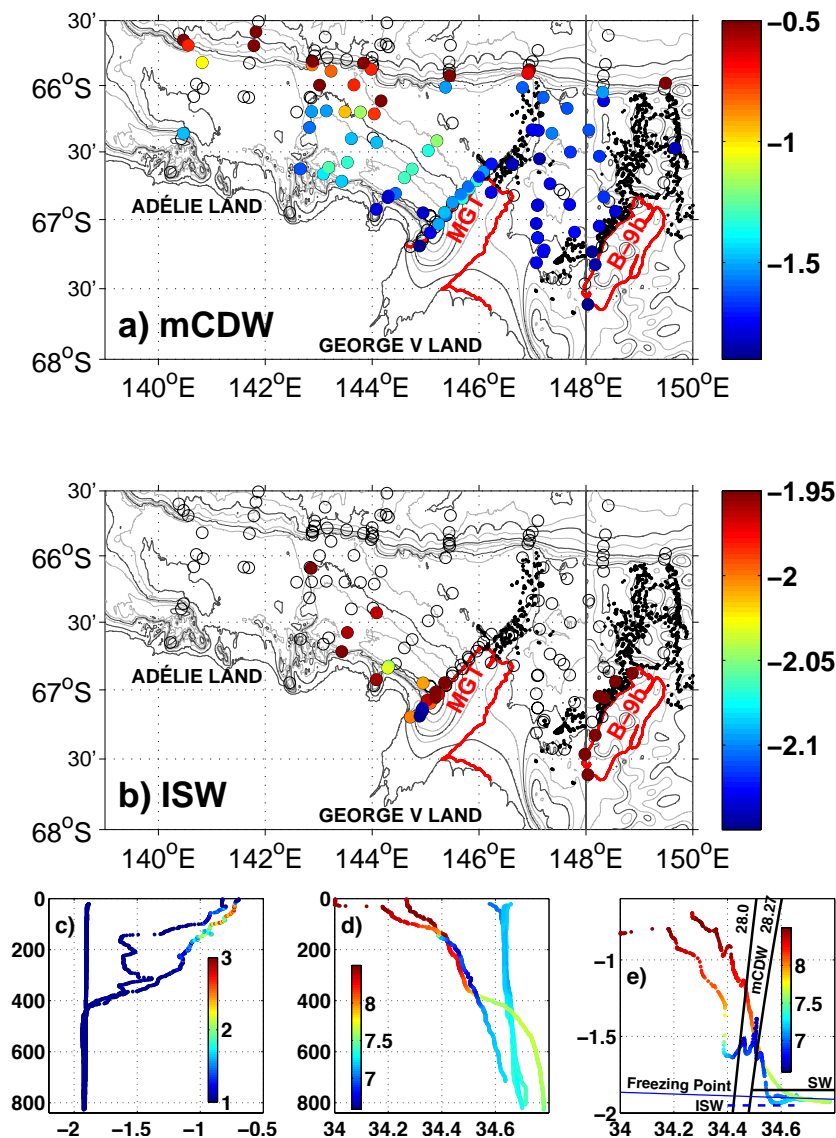 30'
66°S
30'
67°S
30'
68°S
ADÉLIE LAND
MGT
B-9b
a) mCDW
GEORGE V LAND
140°E 142°E 144°E 146°E 148°E 150°E
−0.5
−1
−1.5
30'
66°S
30'
67°S
30'
68°S
ADÉLIE LAND
MGT
B-9b
b) ISW
GEORGE V LAND
140°E 142°E 144°E 146°E 148°E 150°E
−1.95
−2
−2.05
−2.1
c)
0
200
400
600
800
−2 −1.5 −1 −0.5
3
2
1
d)
0
200
400
600
800
34 34.2 34.4 34.6
8
7.5
7
e)
28.0
28.27
mCDW
8
7.5
7
−1
−1.5
−2
Freezing Point
SW
ISW
34 34.2 34.4 34.6